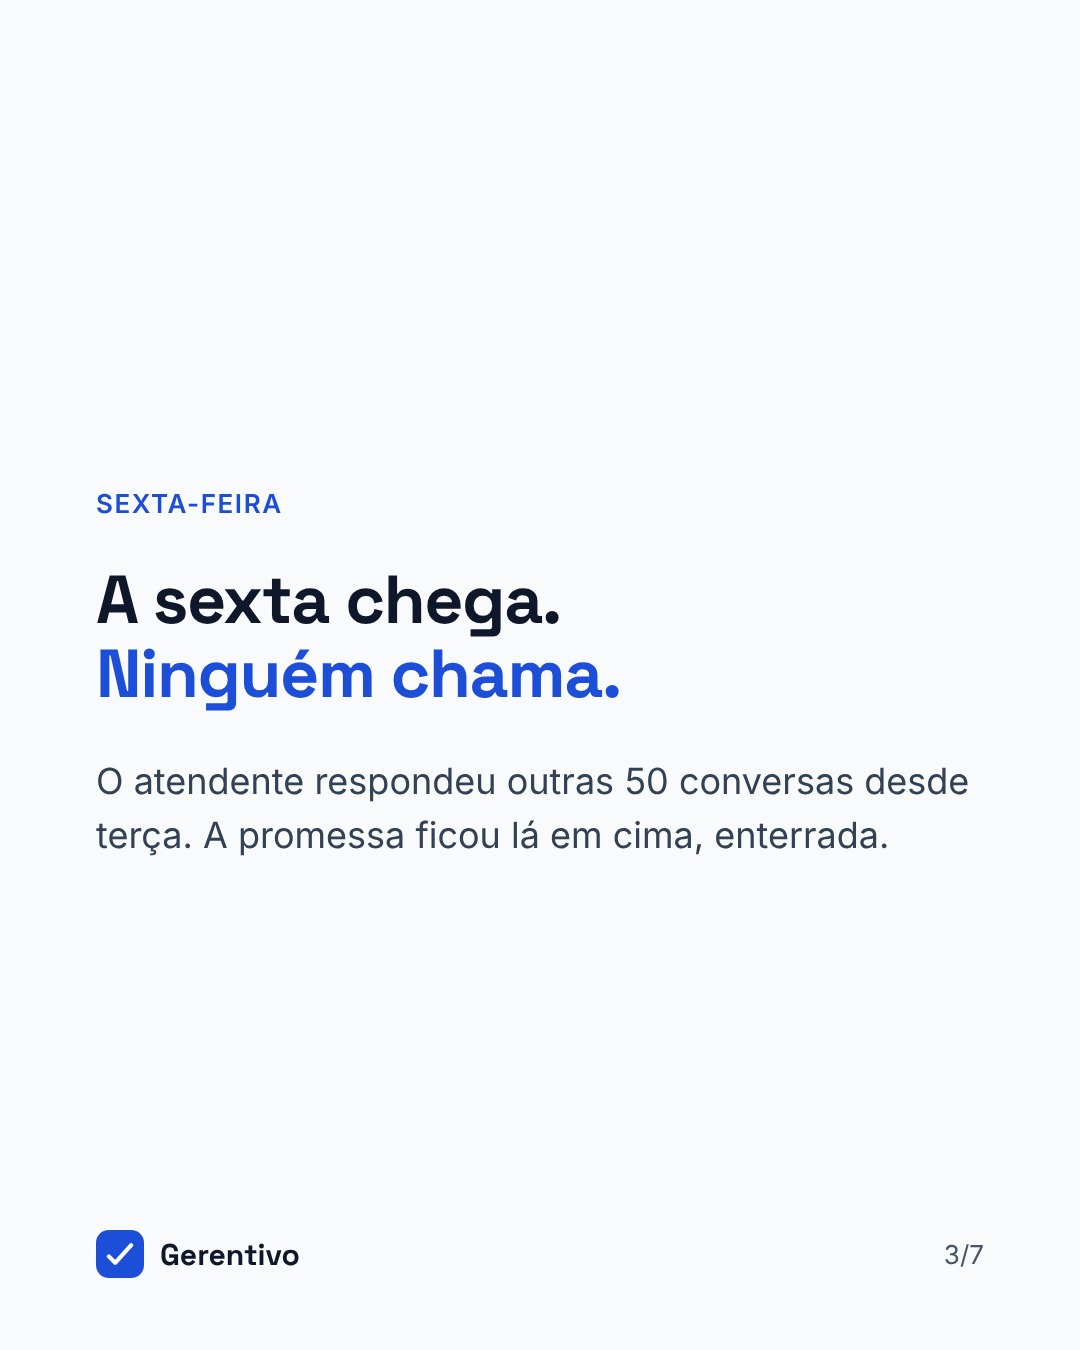 SEXTA-FEIRA
A sexta chega.
Ninguém chama.
O atendente respondeu outras 50 conversas desde
terça. A promessa ficou lá em cima, enterrada.
Gerentivo
3/7